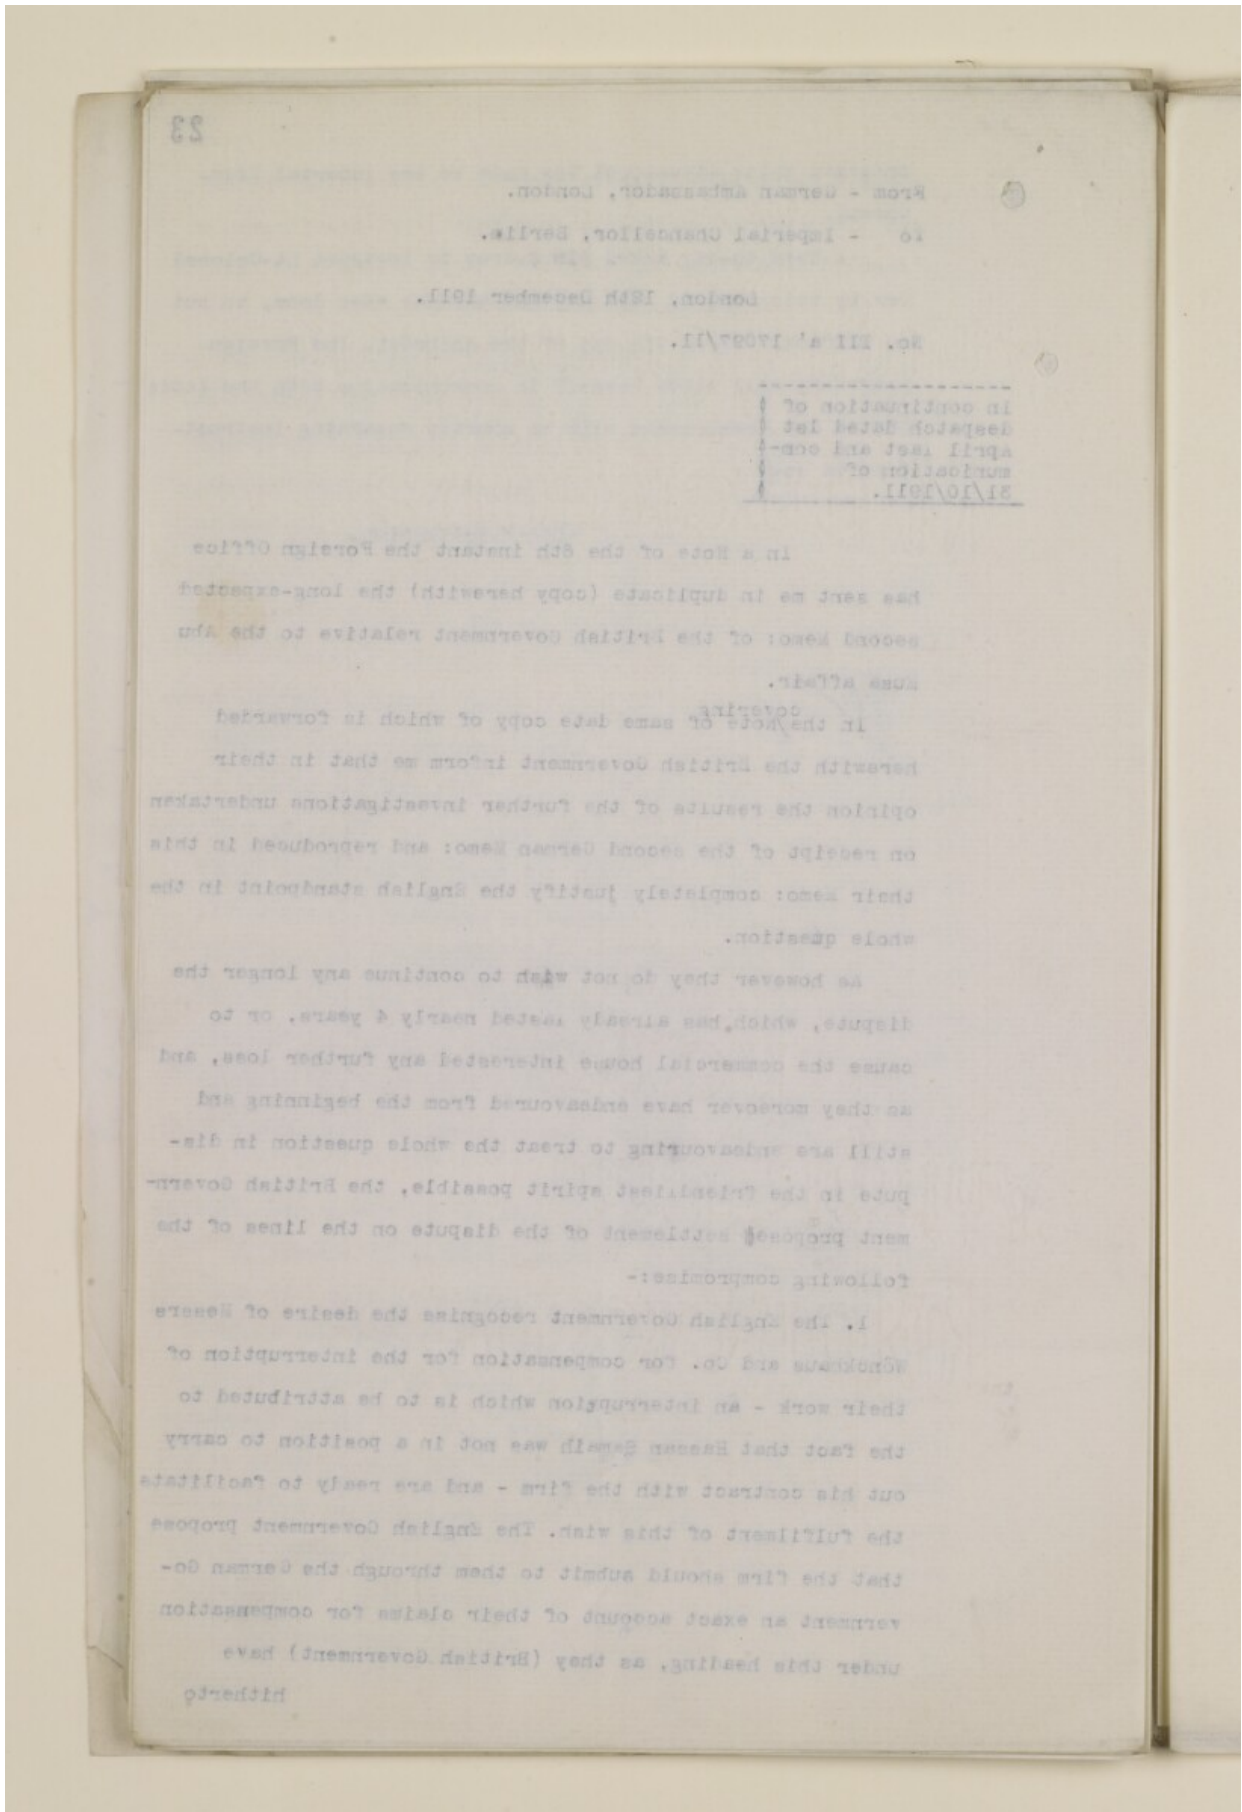 23
From - German Ambassador, London.
To - Imperial Chancellor, Berlin.
London, 19th December 1911.
No. III a' 17097/11.
In continuation of
despatch dated 1st
April last and com-
munication of
31/10/1911.
In a Note of the 6th instant the Foreign Office
has sent me in duplicate (copy herewith) the long-expected
second Memo: of the British Government relative to the Abu
Musa affair.
covering
In the/Note of same date copy of which is forwarded
herewith the British Government inform me that in their
opinion the results of the further investigations undertaken
on receipt of the second German Memo: and reproduced in this
their memo: completely justify the English standpoint in the
whole question.
As however they do not wish to continue any longer the
dispute, which has already lasted nearly 4 years, or to
cause the commercial house interested any further loss, and
as they moreover have endeavoured from the beginning and
still are endeavouring to treat the whole question in dis-
pute in the friendliest spirit possible, the British Govern-
ment propose settlement of the dispute on the lines of the
following compromise:-
1. The English Government recognise the desire of Messrs
Wönckhaus and Co. for compensation for the interruption of
their work - an interruption which is to be attributed to
the fact that Hassan Samaih was not in a position to carry
out his contract with the firm - and are ready to facilitate
the fulfilment of this wish. The English Government propose
that the firm should submit to them through the German Go-
vernment an exact account of their claims for compensation
under this heading, as they (British Government) have
hitherto